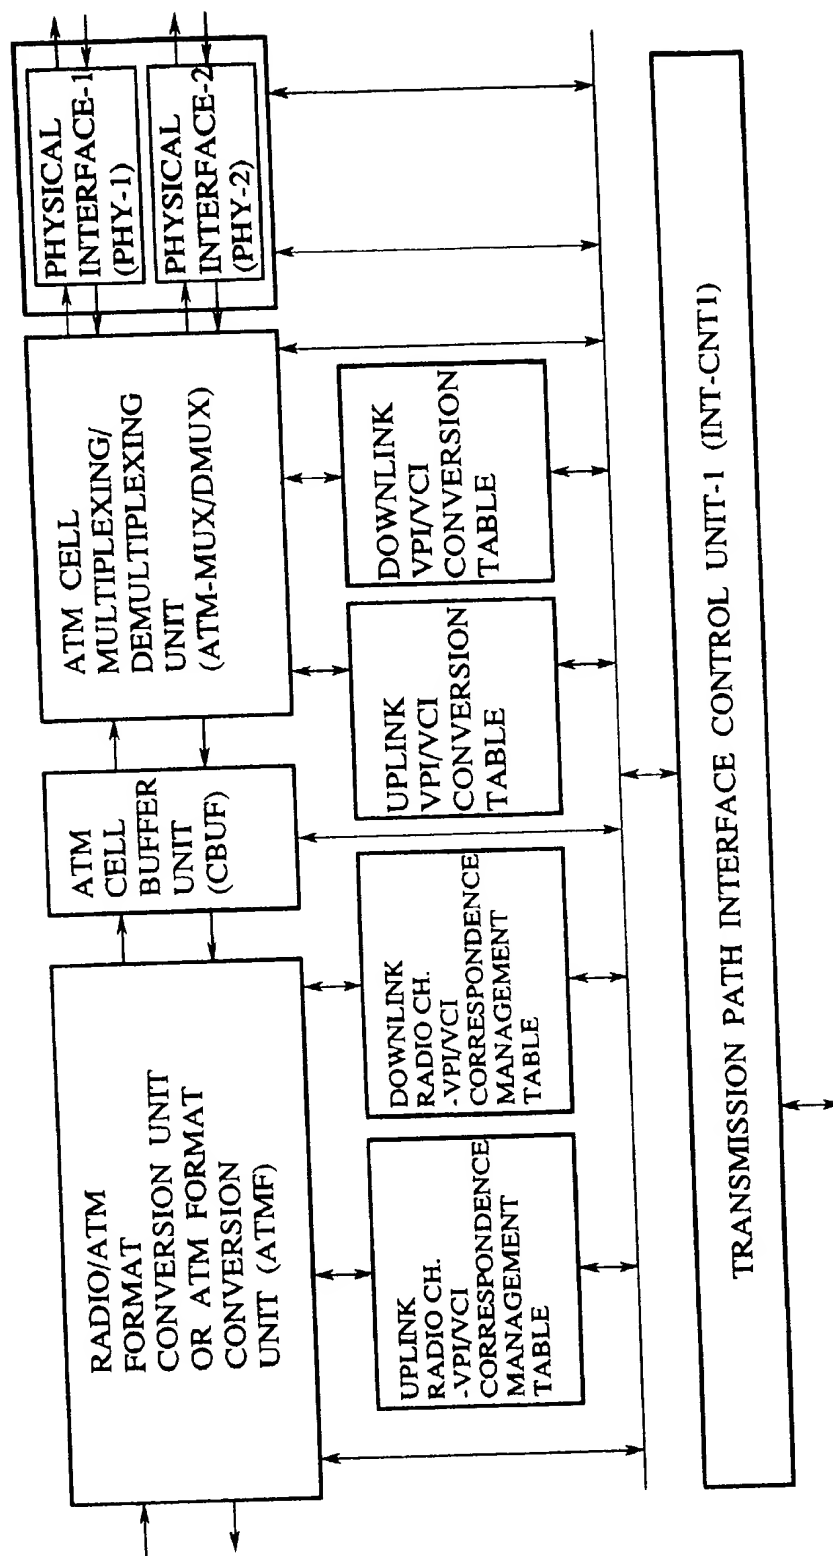 RADIO/ATM
FORMAT
CONVERSION UNIT
OR ATM FORMAT
CONVERSION
UNIT (ATMF)
ATM
CELL
BUFFER
UNIT
(CBUF)
ATM CELL
MULTIPLEXING/
DEMULTIPLEXING
UNIT
(ATM-MUX/DMUX)
PHYSICAL
INTERFACE-1
(PHY-1)
PHYSICAL
INTERFACE-2
(PHY-2)
UPLINK
RADIO CH.
-VPI/VCI
CORRESPONDENCE
MANAGEMENT
TABLE
DOWNLINK
RADIO CH.
-VPI/VCI
CORRESPONDENCE
MANAGEMENT
TABLE
UPLINK
VPI/VCI
CONVERSION
TABLE
DOWNLINK
VPI/VCI
CONVERSION
TABLE
TRANSMISSION PATH INTERFACE CONTROL UNIT-1 (INT-CNT1)